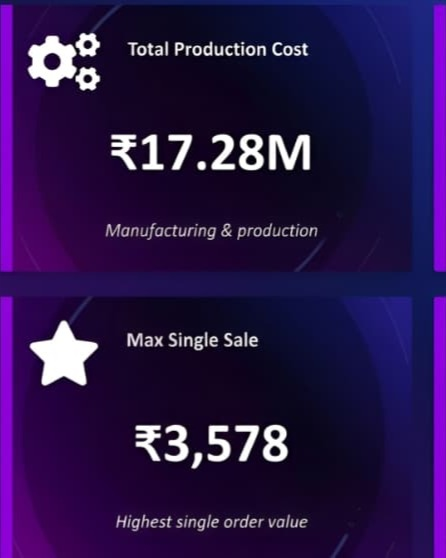 Total Production Cost
₹17.28M
Manufacturing & production
Max Single Sale
₹3,578
Highest single order value